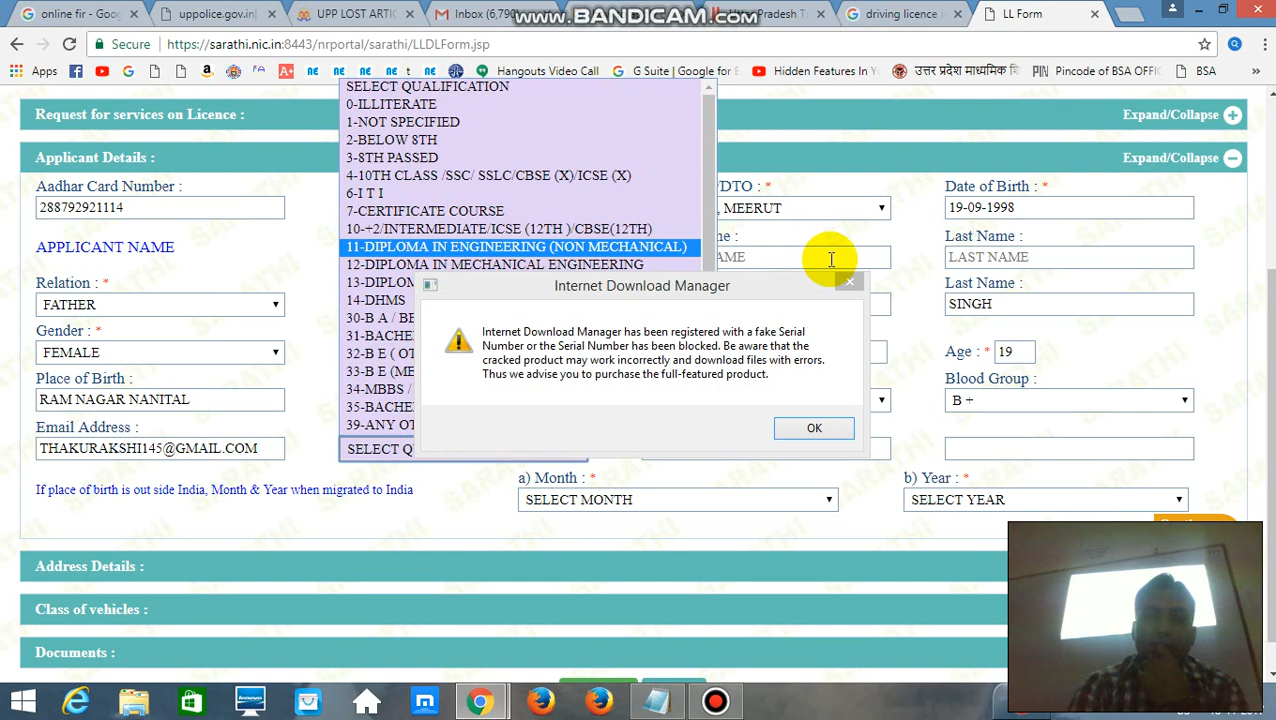 online fir - Goo
uppolice.gov.in
UPP LOST ARTIC
Inbox (6,790
Pradesh T
driving licence
LL Form
www.BANDICAM.com
Secure
https://sarathi.nic.in:8443/nrportal/sarathi/LLDLForm.jsp
Apps
Hangouts Video Call
G Suite | Google for
Hidden Features In Y
उत्तर प्रदेश माध्यमिक शि
Pincode of BSA OFFIC
BSA
»
Request for services on Licence :
Expand/Collapse
Applicant Details :
Expand/Collapse
SELECT QUALIFICATION
0-ILLITERATE
1-NOT SPECIFIED
2-BELOW 8TH
3-8TH PASSED
4-10TH CLASS /SSC/ SSLC/CBSE (X)/ICSE (X)
6-I T I
7-CERTIFICATE COURSE
10-+2/INTERMEDIATE/ICSE (12TH )/CBSE(12TH)
11-DIPLOMA IN ENGINEERING (NON MECHANICAL)
12-DIPLOMA IN MECHANICAL ENGINEERING
13-DIPLOM
14-DHMS
30-B A / BE
31-BACHE
32-B E ( OT
33-B E (ME
34-MBBS /
35-BACHE
39-ANY OT
SELECT Q
Aadhar Card Number :
288792921114
/DTO : *
, MEERUT
Date of Birth : *
19-09-1998
APPLICANT NAME
me :
AME
Last Name :
LAST NAME
Relation : *
FATHER
Last Name :
SINGH
Gender : *
FEMALE
Age : * 19
Place of Birth :
RAM NAGAR NANITAL
Blood Group :
B +
Email Address :
THAKURAKSHI145@GMAIL.COM
If place of birth is out side India, Month & Year when migrated to India
a) Month : *
SELECT MONTH
b) Year : *
SELECT YEAR
Internet Download Manager
Internet Download Manager has been registered with a fake Serial
Number or the Serial Number has been blocked. Be aware that the
cracked product may work incorrectly and download files with errors.
Thus we advise you to purchase the full-featured product.
OK
Address Details :
Class of vehicles :
Documents :
SARATHI
lenovo